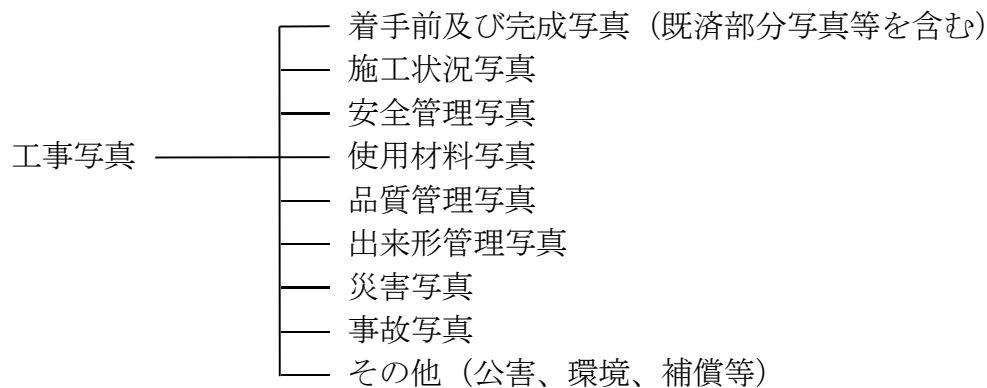 着手前及び完成写真（既済部分写真等を含む）
施工状況写真
安全管理写真
工事写真
使用材料写真
品質管理写真
出来形管理写真
災害写真
事故写真
その他（公害、環境、補償等）